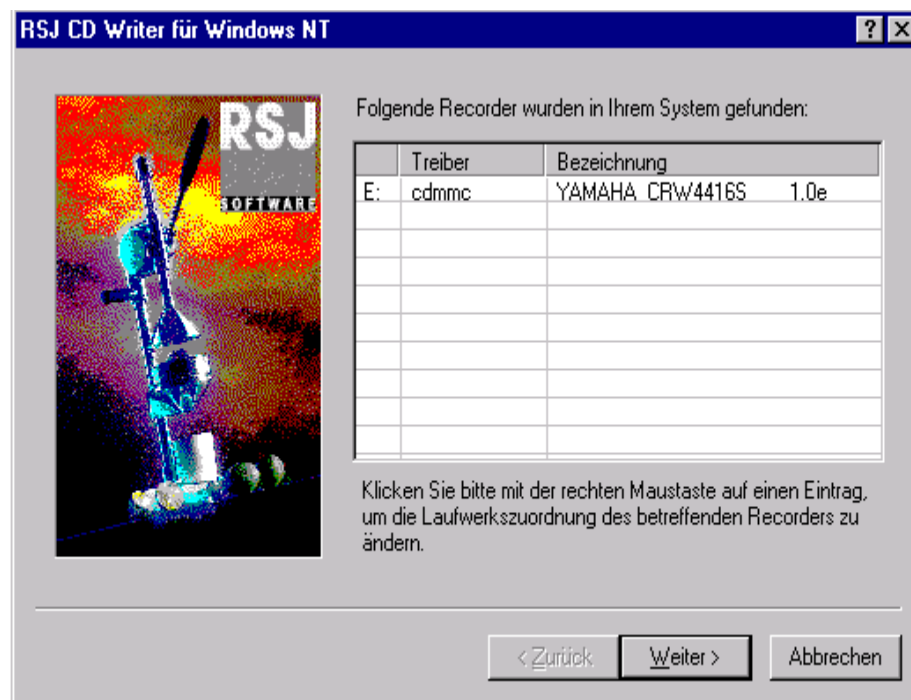 RSJ CD Writer für Windows NT
RSJ
SOFTWARE
Folgende Recorder wurden in Ihrem System gefunden:
Treiber Bezeichnung
E: cdmmc YAMAHA CRW4416S 1.0e
Klicken Sie bitte mit der rechten Maustaste auf einen Eintrag,
um die Laufwerkszuordnung des betreffenden Recorders zu
ändern.
< Zurück Weiter > Abbrechen